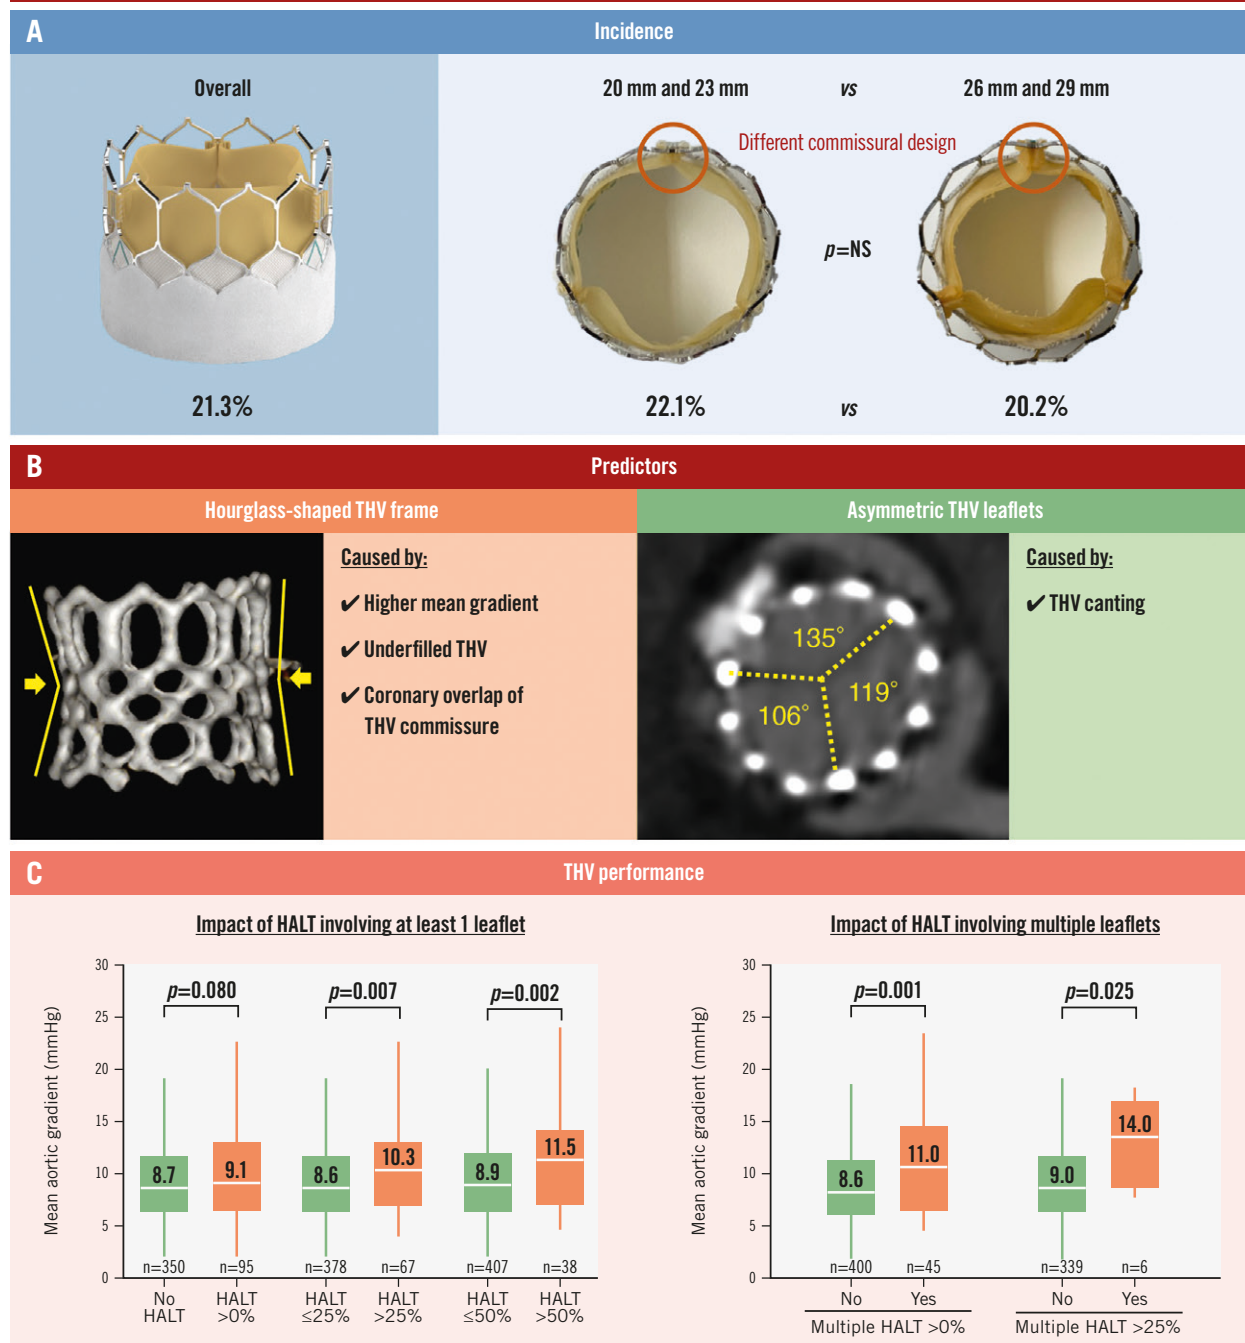 A
Incidence
Overall
20 mm and 23 mm
vs
26 mm and 29 mm
Different commissural design
p=NS
21.3%
22.1%
vs
20.2%
B
Predictors
Hourglass-shaped THV frame
Asymmetric THV leaflets
Caused by:
✔ Higher mean gradient
✔ Underfilled THV
✔ Coronary overlap of
THV commissure
135°
119°
106°
Caused by:
✔ THV canting
C
THV performance
Impact of HALT involving at least 1 leaflet
Mean aortic gradient (mmHg)
30
25
20
15
10
5
0
p=0.080
p=0.007
p=0.002
8.7
9.1
8.6
10.3
8.9
11.5
n=350
n=95
n=378
n=67
n=407
n=38
No
HALT
HALT
>0%
HALT
≤25%
HALT
>25%
HALT
≤50%
HALT
>50%
Impact of HALT involving multiple leaflets
Mean aortic gradient (mmHg)
30
25
20
15
10
5
0
p=0.001
p=0.025
8.6
11.0
9.0
14.0
n=400
n=45
n=339
n=6
No
Yes
No
Yes
Multiple HALT >0%
Multiple HALT >25%